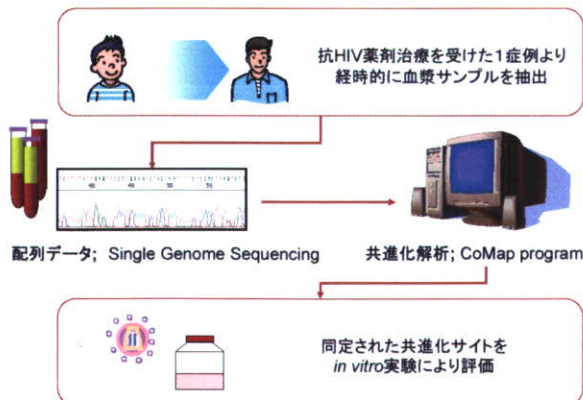 抗HIV薬剤治療を受けた1症例より
経時的に血漿サンプルを抽出
配列データ; Single Genome Sequencing
共進化解析; CoMap program
同定された共進化サイトを
in vitro実験により評価